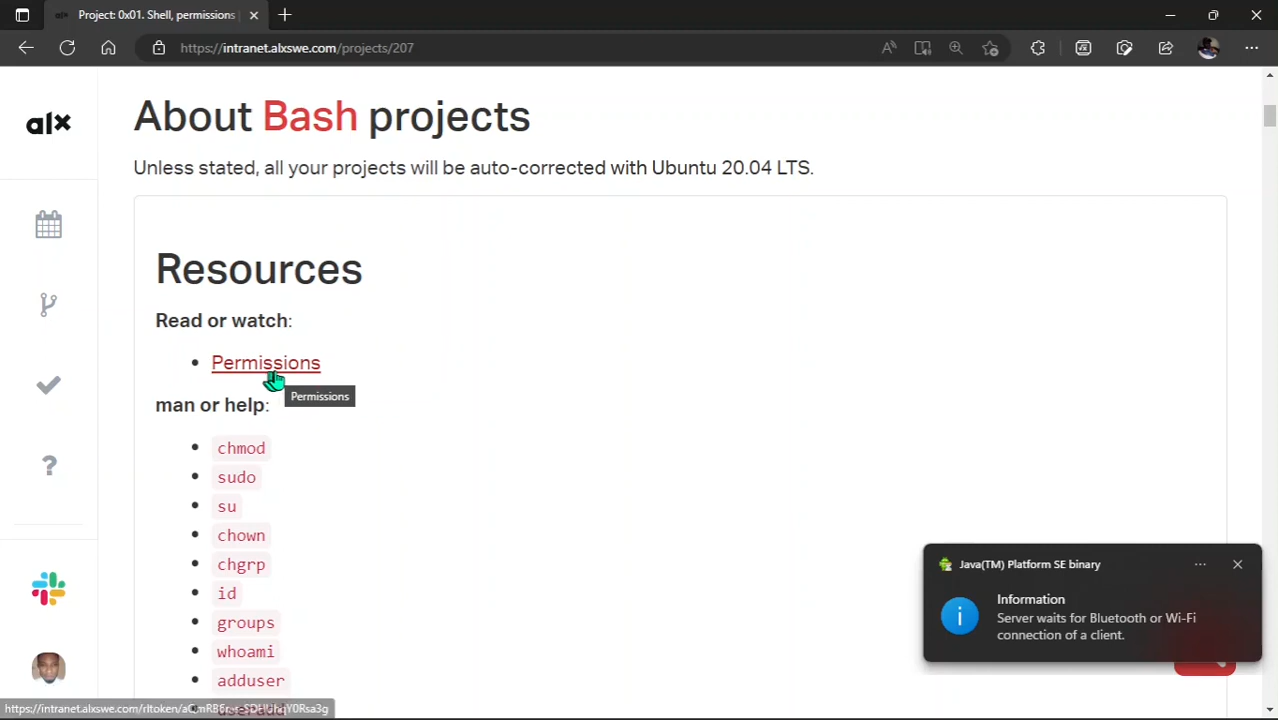 Project: 0x01. Shell, permissions
https://intranet.alxswe.com/projects/207
alx
About Bash projects
Unless stated, all your projects will be auto-corrected with Ubuntu 20.04 LTS.
Resources
Read or watch:
Permissions
Permissions
man or help:
chmod
sudo
su
chown
chgrp
id
groups
whoami
adduser
useradd
Java(TM) Platform SE binary
Information
Server waits for Bluetooth or Wi-Fi
connection of a client.